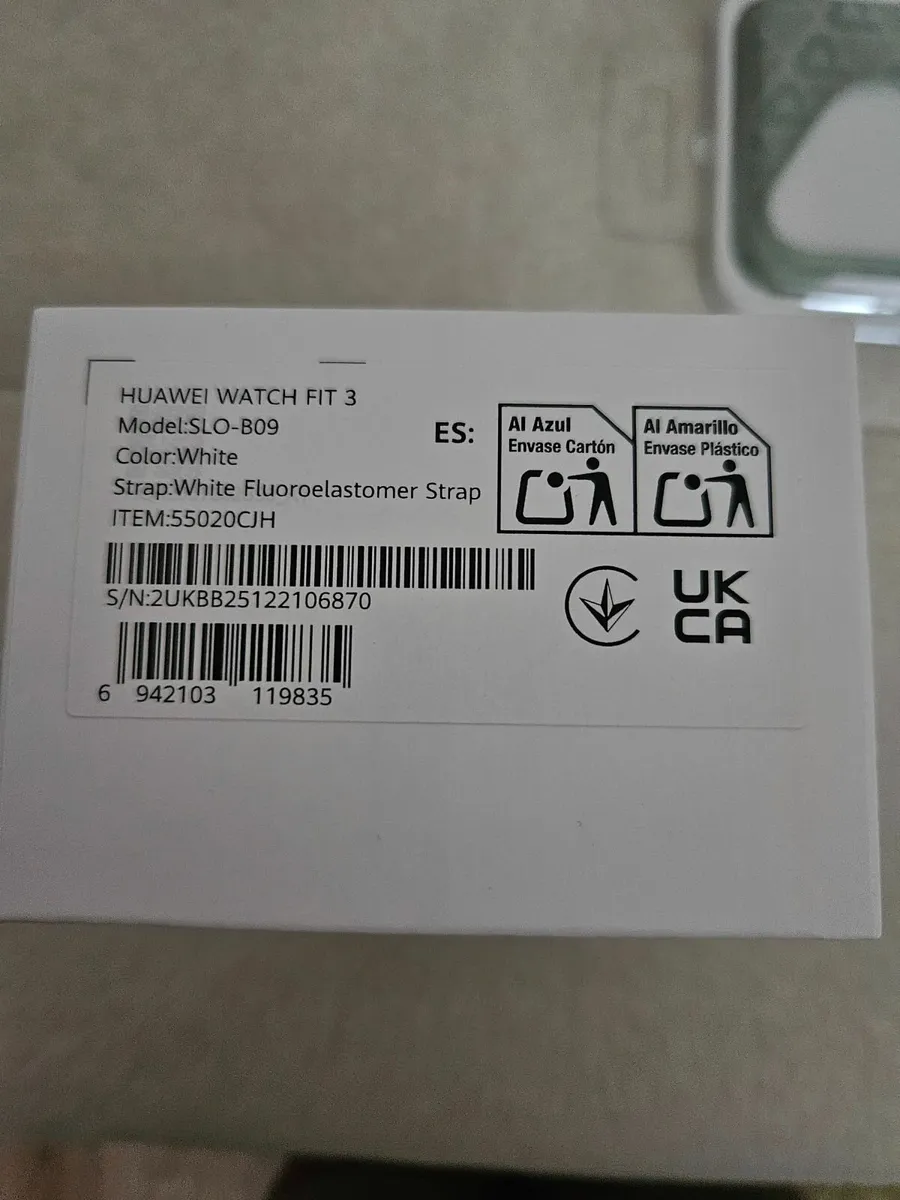 HUAWEI WATCH FIT 3
Model:SLO-B09
Color:White
Strap:White Fluoroelastomer Strap
ITEM:55020CJH
S/N:2UKBB25122106870
6 942103 119835
ES:
Al Azul
Envase Cartón
Al Amarillo
Envase Plástico
UK
CA